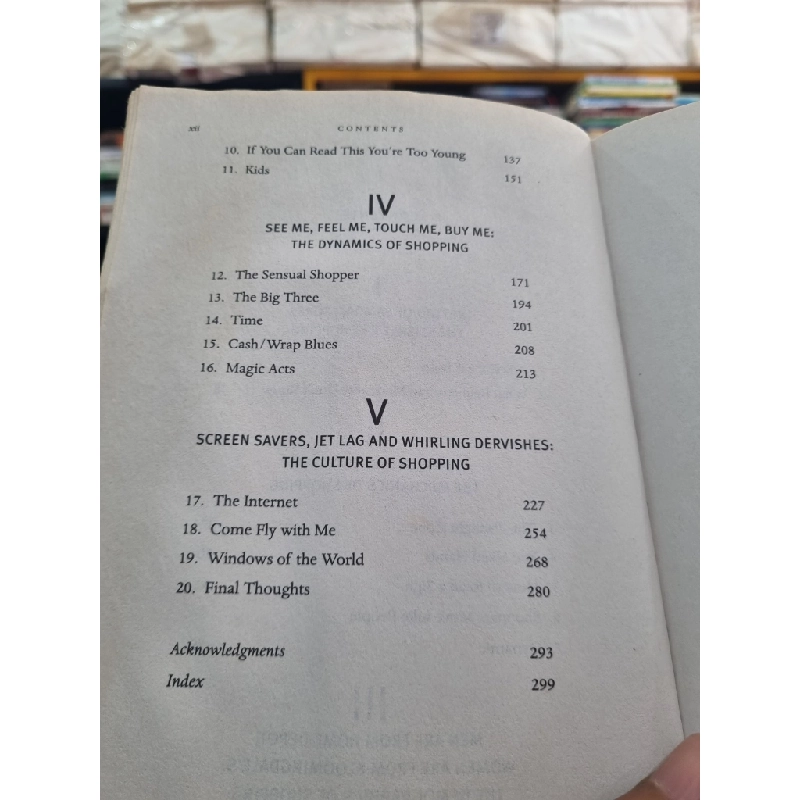 xii
CONTENTS
10. If You Can Read This You're Too Young 137
11. Kids 151
IV
SEE ME, FEEL ME, TOUCH ME, BUY ME:
THE DYNAMICS OF SHOPPING
12. The Sensual Shopper 171
13. The Big Three 194
14. Time 201
15. Cash/Wrap Blues 208
16. Magic Acts 213
V
SCREEN SAVERS, JET LAG AND WHIRLING DERVISHES:
THE CULTURE OF SHOPPING
17. The Internet 227
18. Come Fly with Me 254
19. Windows of the World 268
20. Final Thoughts 280
Acknowledgments 293
Index 299